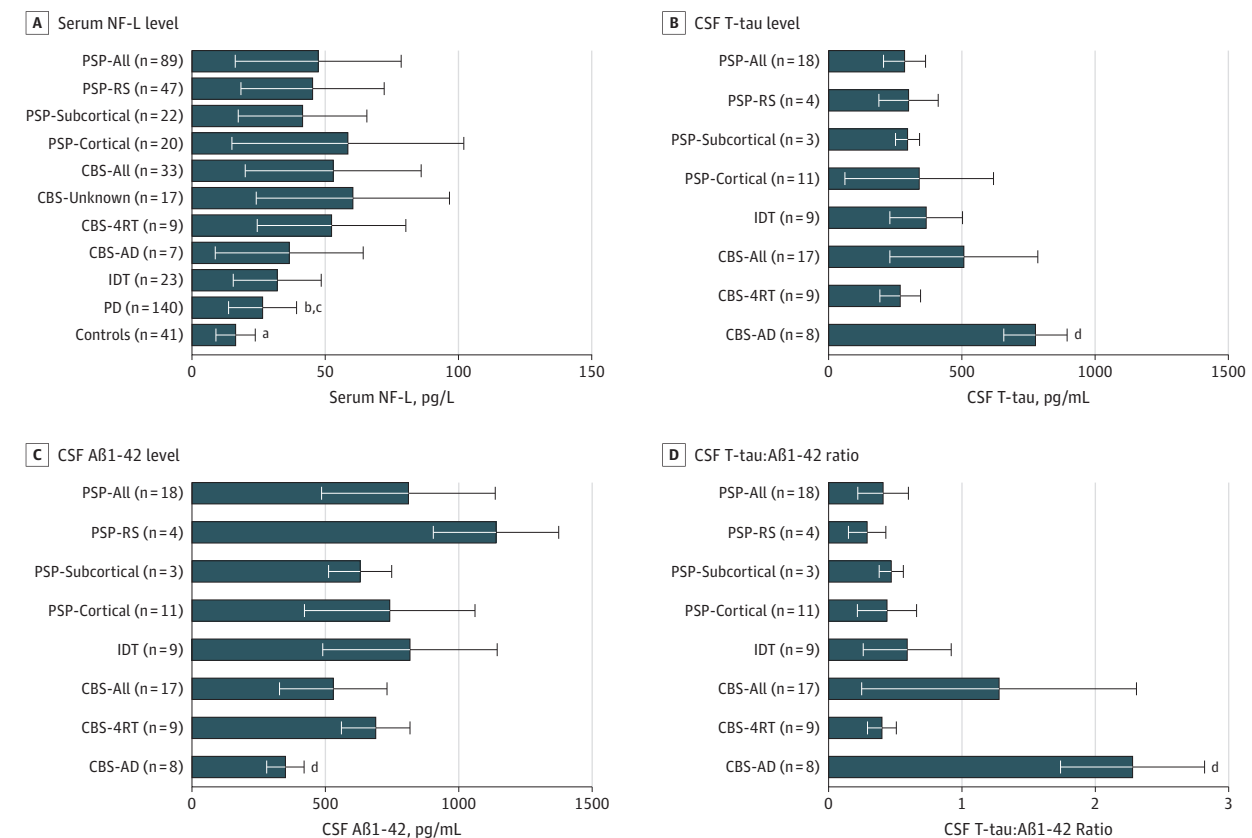 A Serum NF-L level
PSP-All (n=89)
PSP-RS (n=47)
PSP-Subcortical (n=22)
PSP-Cortical (n=20)
CBS-All (n=33)
CBS-Unknown (n=17)
CBS-4RT (n=9)
CBS-AD (n=7)
IDT (n=23)
PD (n=140) b,c
Controls (n=41) a
0 50 100 150
Serum NF-L, pg/L
B CSF T-tau level
PSP-All (n=18)
PSP-RS (n=4)
PSP-Subcortical (n=3)
PSP-Cortical (n=11)
IDT (n=9)
CBS-All (n=17)
CBS-4RT (n=9)
CBS-AD (n=8) d
0 500 1000 1500
CSF T-tau, pg/mL
C CSF Aß1-42 level
PSP-All (n=18)
PSP-RS (n=4)
PSP-Subcortical (n=3)
PSP-Cortical (n=11)
IDT (n=9)
CBS-All (n=17)
CBS-4RT (n=9)
CBS-AD (n=8) d
0 500 1000 1500
CSF Aß1-42, pg/mL
D CSF T-tau:Aß1-42 ratio
PSP-All (n=18)
PSP-RS (n=4)
PSP-Subcortical (n=3)
PSP-Cortical (n=11)
IDT (n=9)
CBS-All (n=17)
CBS-4RT (n=9)
CBS-AD (n=8) d
0 1 2 3
CSF T-tau:Aß1-42 Ratio